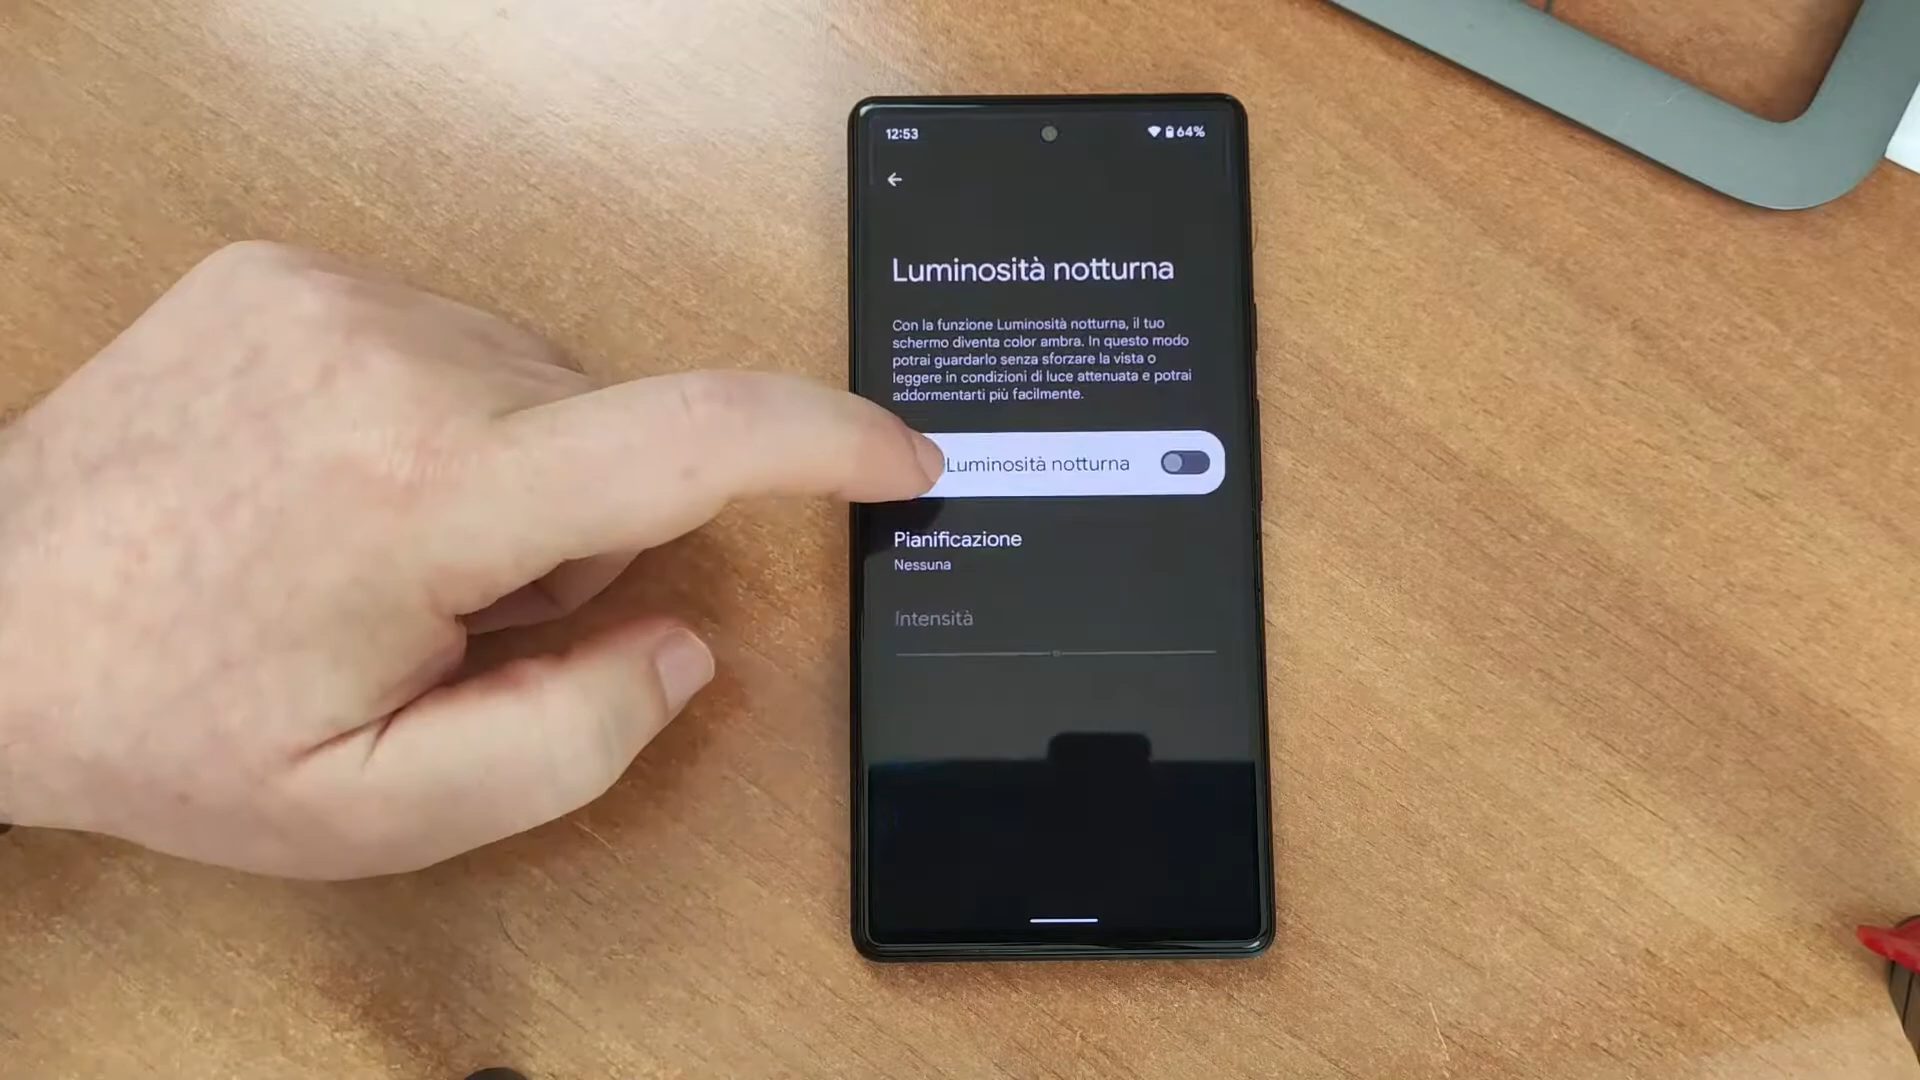 12:53
64%
Luminosità notturna
Con la funzione Luminosità notturna, il tuo
schermo diventa color ambra. In questo modo
potrai guardarlo senza sforzare la vista o
leggere in condizioni di luce attenuata e potrai
addormentarti più facilmente.
Luminosità notturna
Pianificazione
Nessuna
Intensità